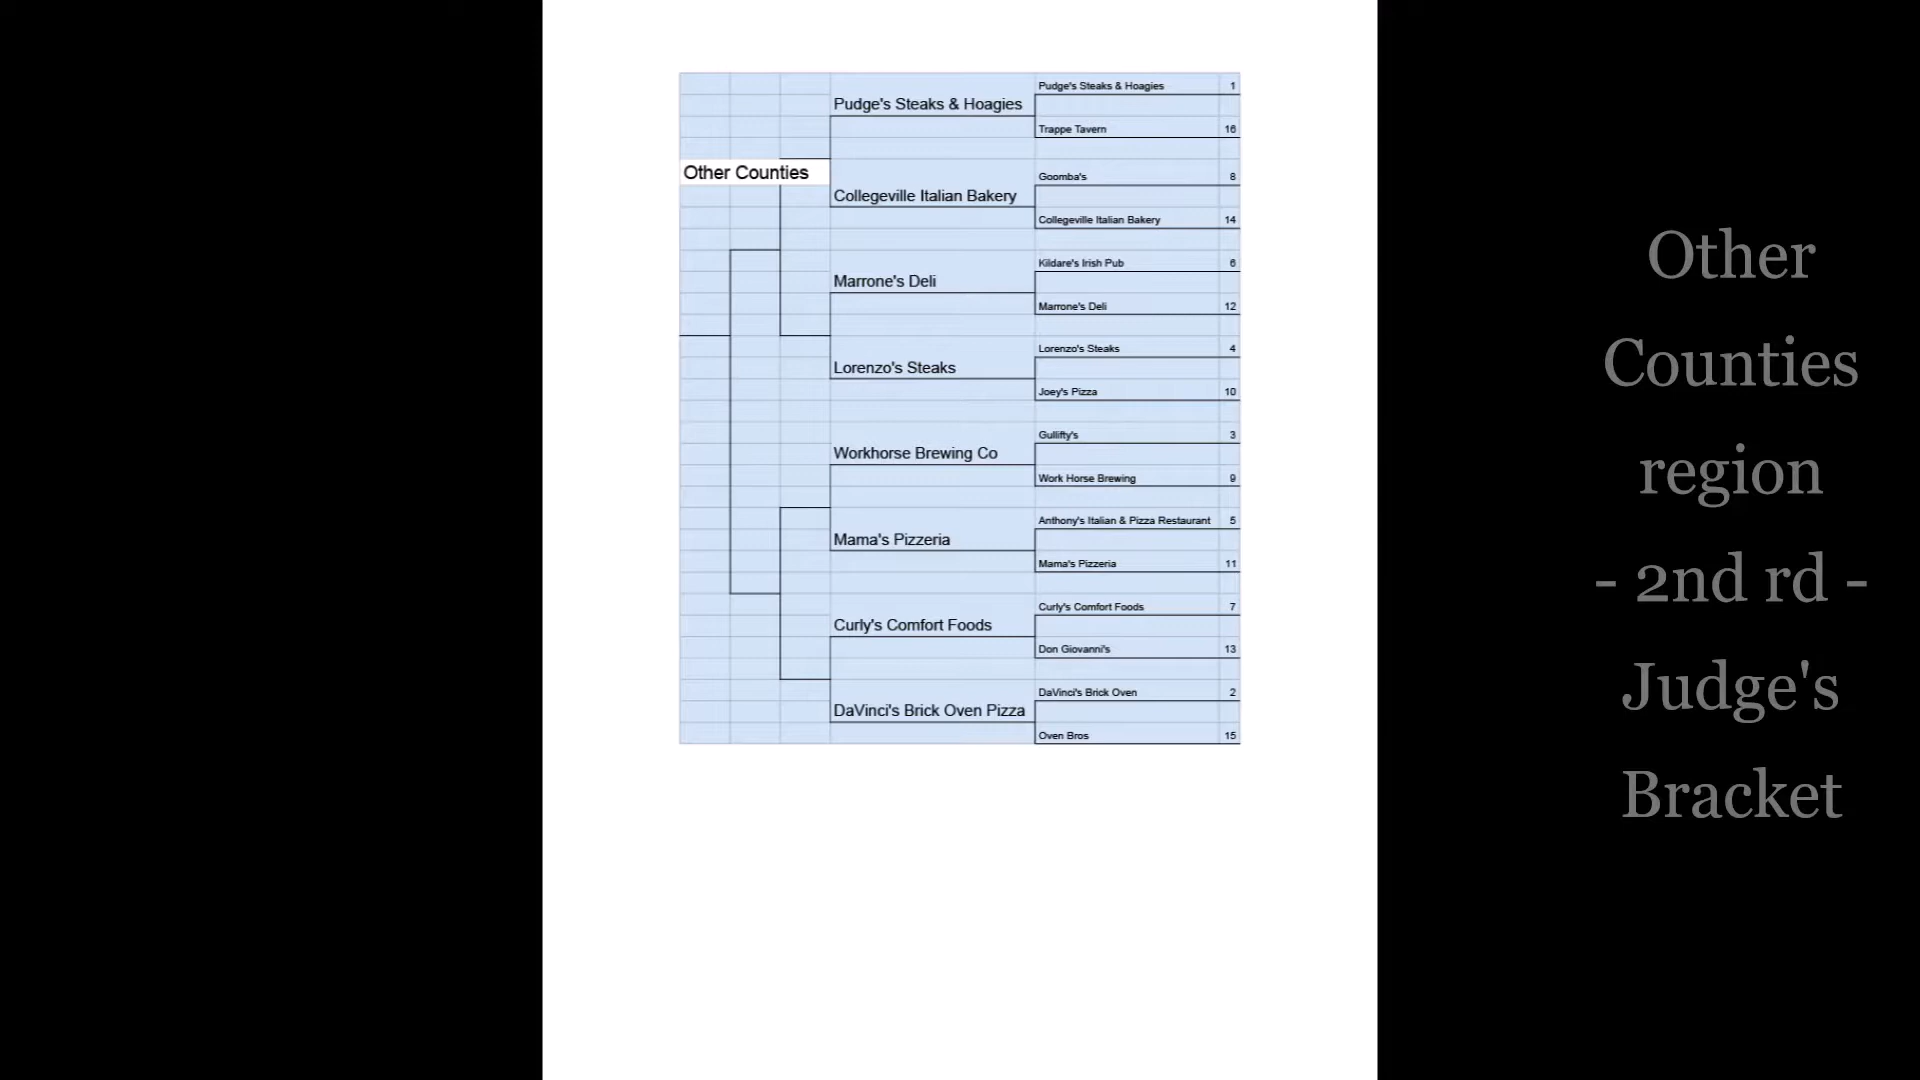 Pudge's Steaks & Hoagies 1
Pudge's Steaks & Hoagies
Trappe Tavern 16
Other Counties
Goomba's 8
Collegeville Italian Bakery
Collegeville Italian Bakery 14
Kildare's Irish Pub 6
Marrone's Deli
Marrone's Deli 12
Lorenzo's Steaks 4
Lorenzo's Steaks
Joey's Pizza 10
Gullifty's 3
Workhorse Brewing Co
Work Horse Brewing 9
Anthony's Italian & Pizza Restaurant 5
Mama's Pizzeria
Mama's Pizzeria 11
Curly's Comfort Foods 7
Curly's Comfort Foods
Don Giovanni's 13
DaVinci's Brick Oven 2
DaVinci's Brick Oven Pizza
Oven Bros 15
Other
Counties
region
- 2nd rd -
Judge's
Bracket